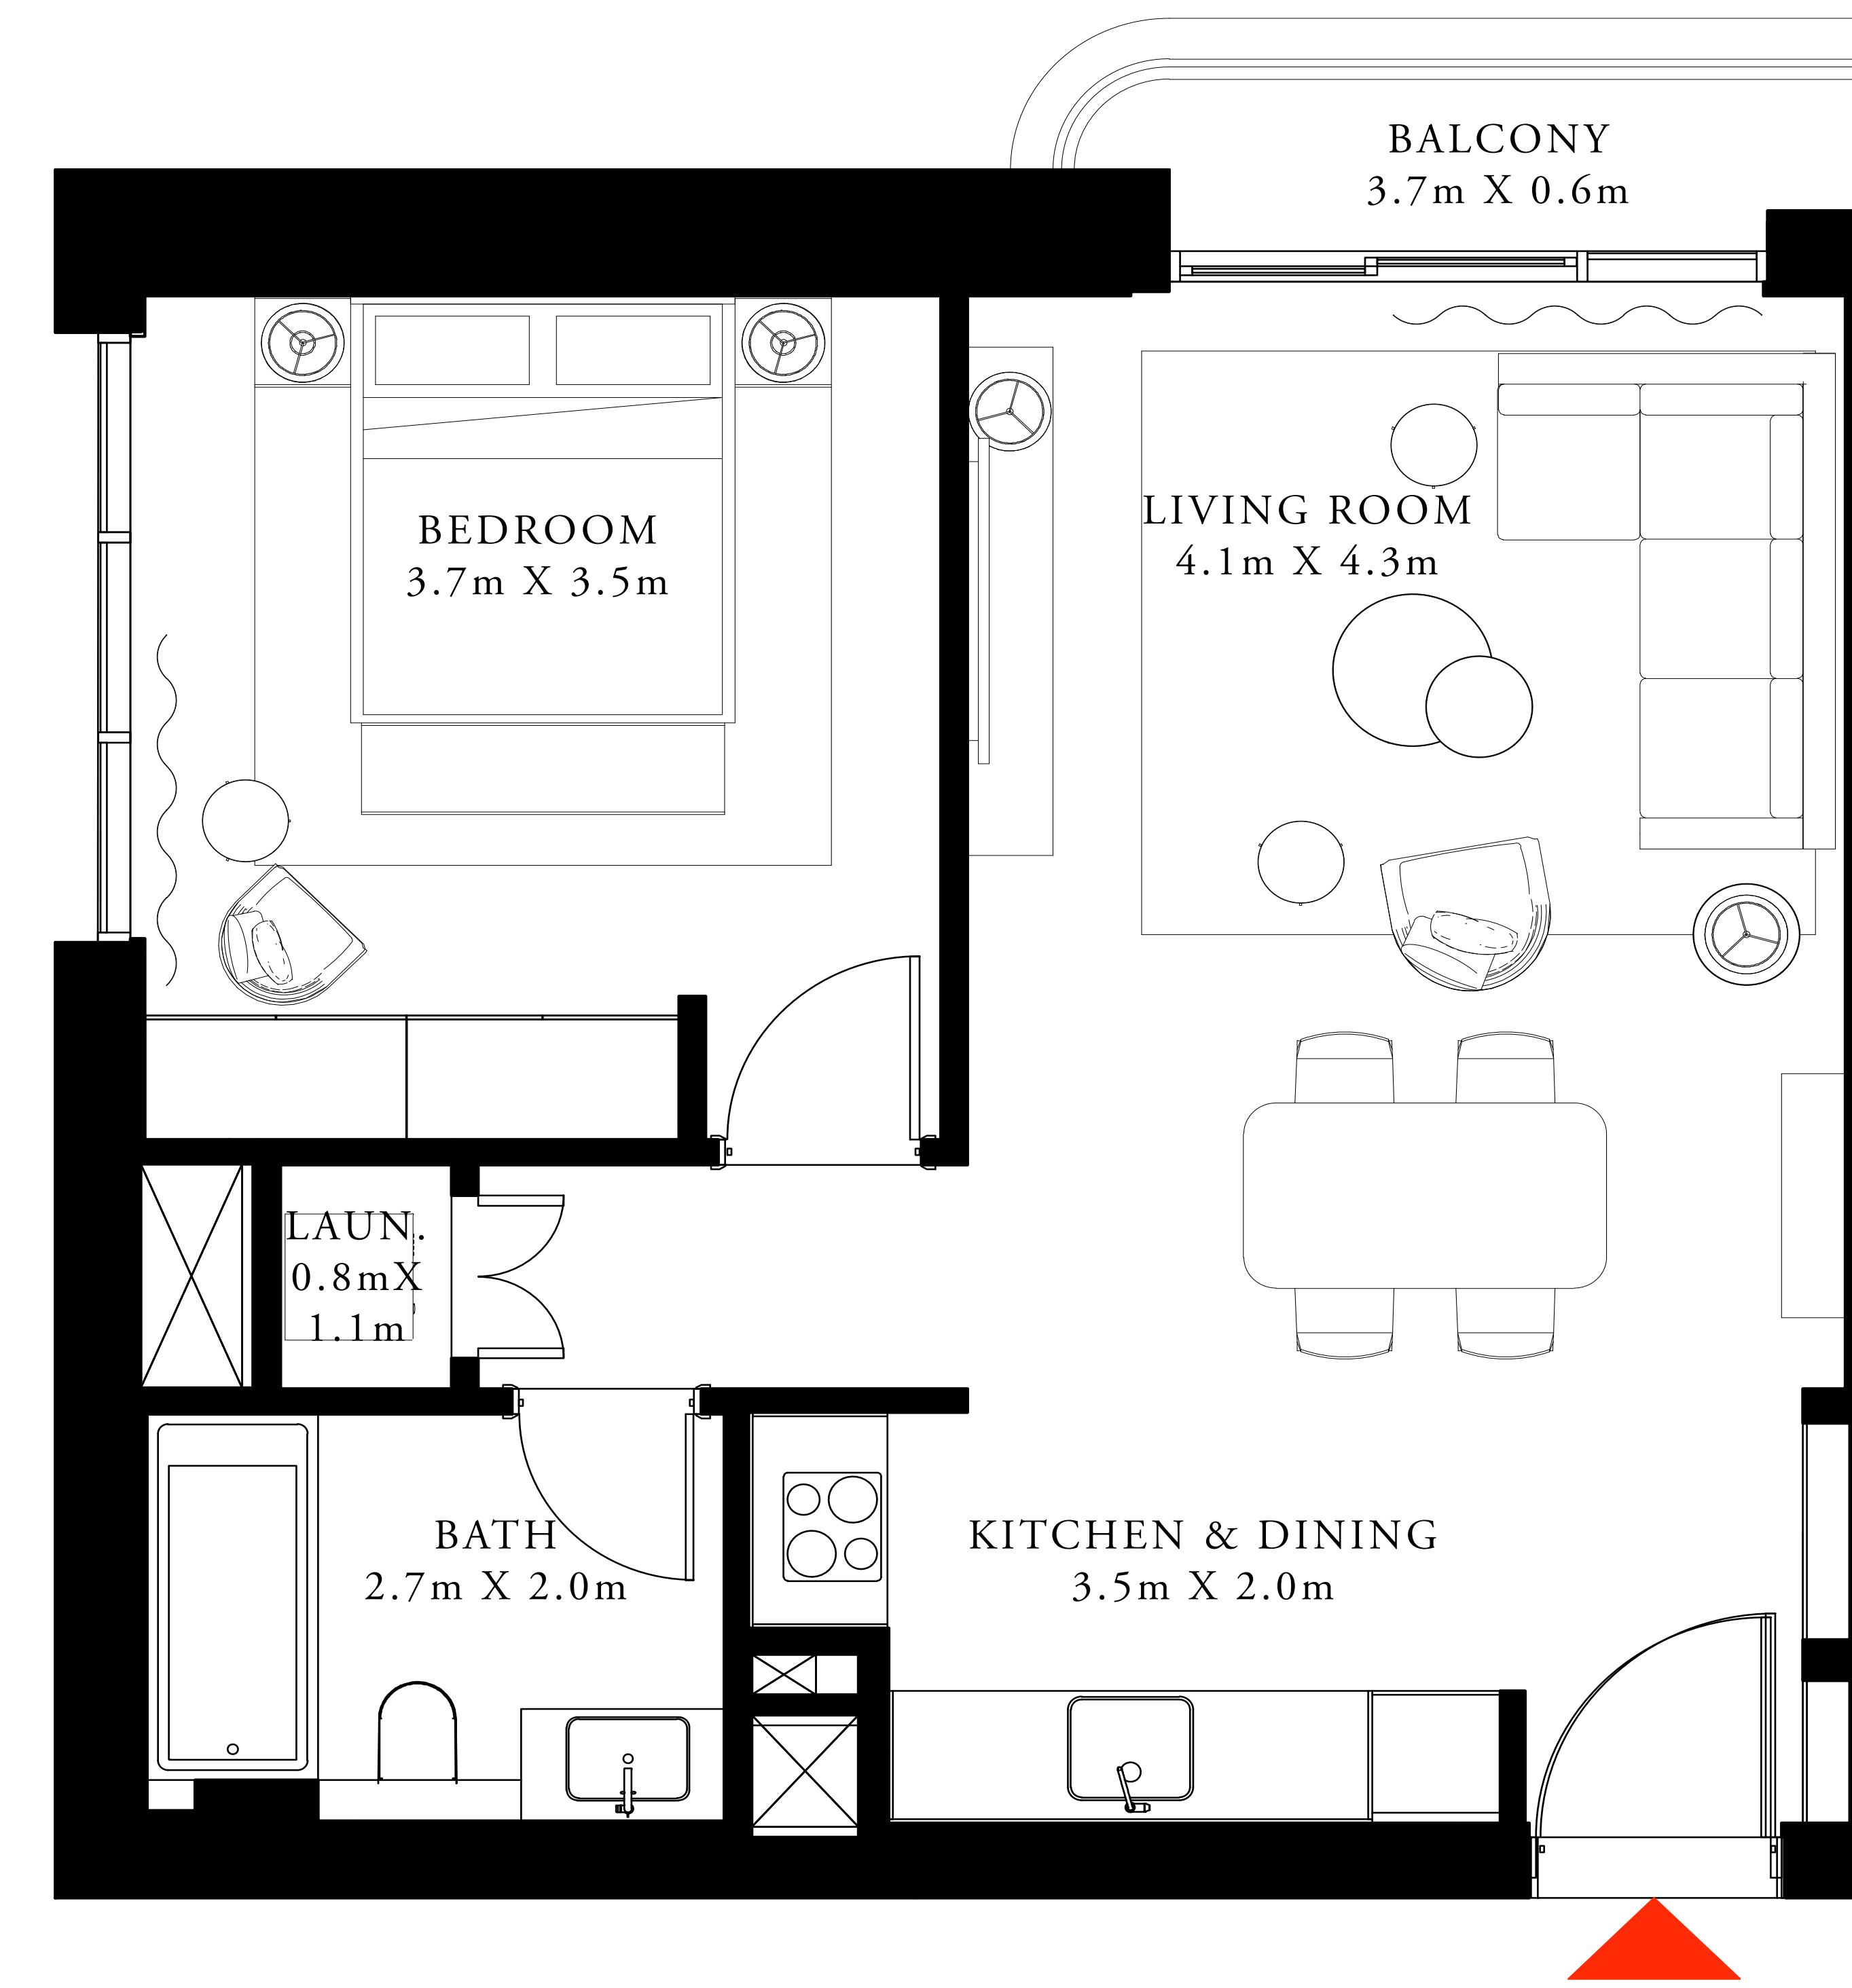 BALCONY
3.7m X 0.6m
BEDROOM
3.7m X 3.5m
LIVING ROOM
4.1m X 4.3m
LAUN.
0.8mX
1.1m
BATH
2.7m X 2.0m
KITCHEN & DINING
3.5m X 2.0m